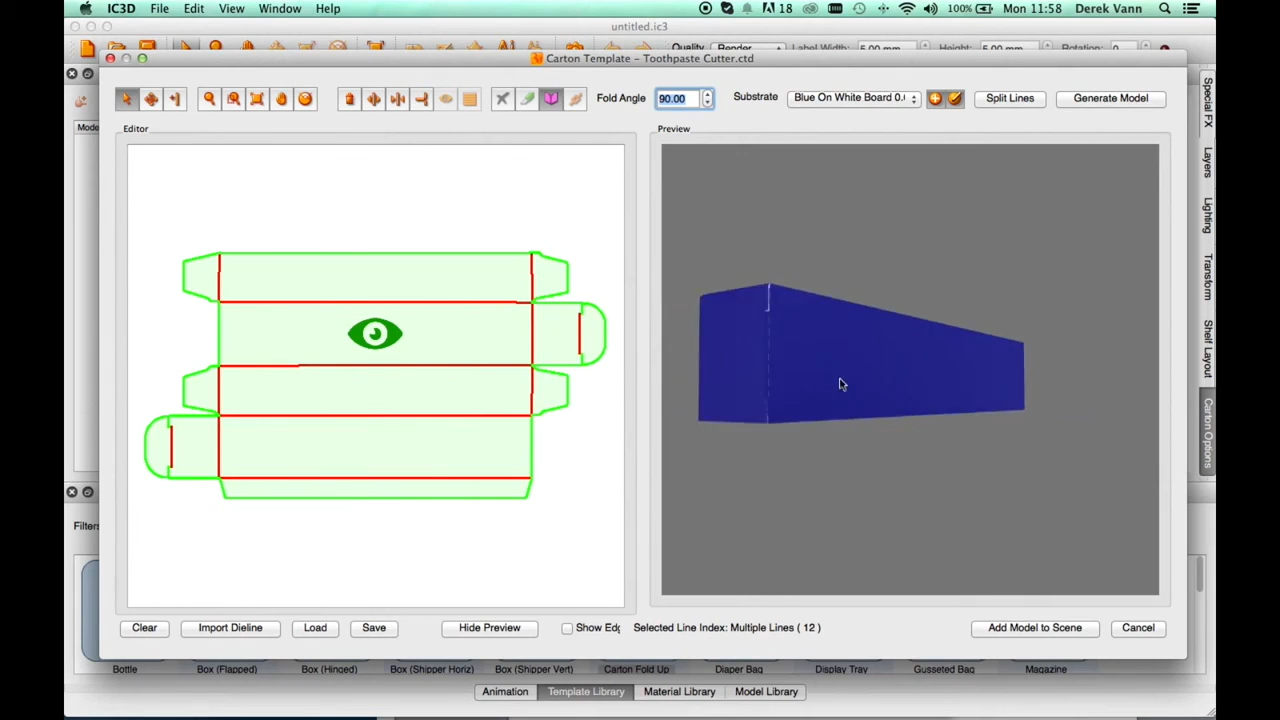 IC3D File Edit View Window Help 18 100% Mon 11:58 Derek Vann
untitled.ic3
Quality Render Label Width: 5.00 mm Height: 5.00 mm Rotation: 0
Carton Template – Toothpaste Cutter.ctd
Fold Angle 90.00 Substrate Blue On White Board 0. Split Lines Generate Model
Mode
Editor
Preview
Special FX
Layers
Lighting
Transform
Shelf Layout
Carton Options
Filters
Clear Import Dieline Load Save Hide Preview Show Edg Selected Line Index: Multiple Lines ( 12 ) Add Model to Scene Cancel
Bottle Box (Flapped) Box (Hinged) Box (Shipper Horiz) Box (Shipper Vert) Carton Fold Up Diaper Bag Display Tray Gusseted Bag Magazine
Animation Template Library Material Library Model Library